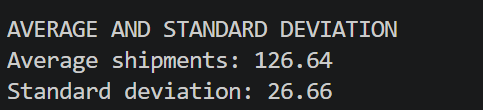 AVERAGE AND STANDARD DEVIATION
Average shipments: 126.64
Standard deviation: 26.66